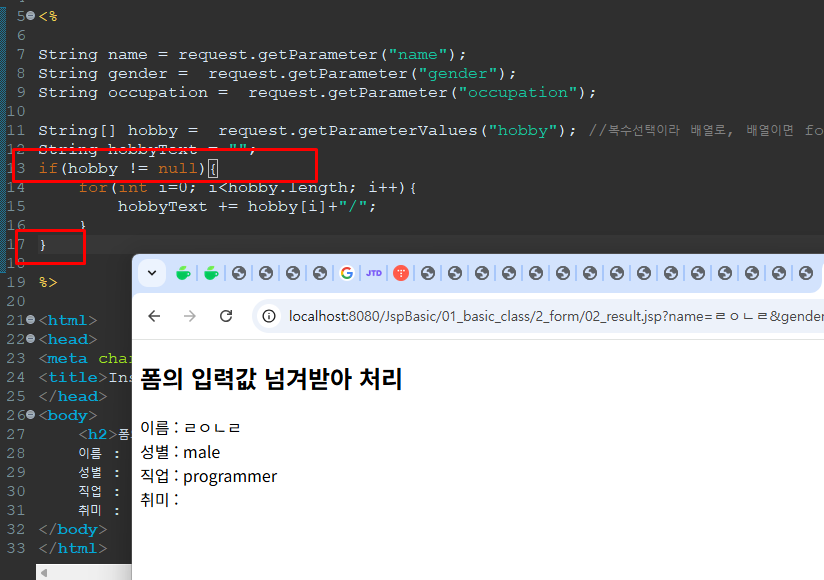 5 <%
6
7 String name = request.getParameter("name");
8 String gender =  request.getParameter("gender");
9 String occupation =  request.getParameter("occupation");
10
11 String[] hobby =  request.getParameterValues("hobby"); //복수선택이라 배열로, 배열이면 fo
12 String hobbyText = "";
13 if(hobby != null){
14     for(int i=0; i<hobby.length; i++){
15         hobbyText += hobby[i]+"/";
16     }
17 }
18
19 %>
20
21 <html>
22 <head>
23 <meta char
24 <title>Ins
25 </head>
26 <body>
27     <h2>폼의
28     이름 :
29     성별 :
30     직업 :
31     취미 :
32 </body>
33 </html>
JTD
localhost:8080/JspBasic/01_basic_class/2_form/02_result.jsp?name=ㄹㅇㄴㄹ&gender
폼의 입력값 넘겨받아 처리
이름 : ㄹㅇㄴㄹ
성별 : male
직업 : programmer
취미 :